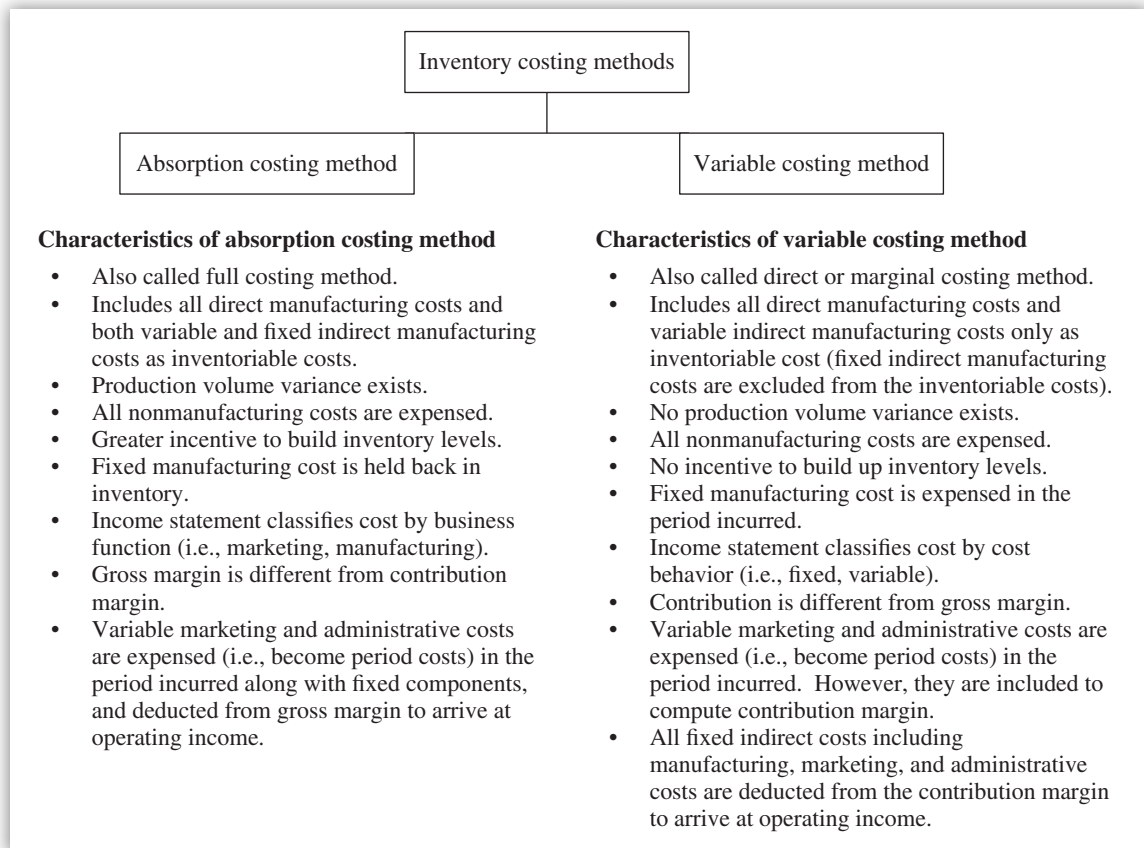 Inventory costing methods
Absorption costing method
Variable costing method
Characteristics of absorption costing method
• Also called full costing method.
• Includes all direct manufacturing costs and
both variable and fixed indirect manufacturing
costs as inventoriable costs.
• Production volume variance exists.
• All nonmanufacturing costs are expensed.
• Greater incentive to build inventory levels.
• Fixed manufacturing cost is held back in
inventory.
• Income statement classifies cost by business
function (i.e., marketing, manufacturing).
• Gross margin is different from contribution
margin.
• Variable marketing and administrative costs
are expensed (i.e., become period costs) in the
period incurred along with fixed components,
and deducted from gross margin to arrive at
operating income.
Characteristics of variable costing method
• Also called direct or marginal costing method.
• Includes all direct manufacturing costs and
variable indirect manufacturing costs only as
inventoriable cost (fixed indirect manufacturing
costs are excluded from the inventoriable costs).
• No production volume variance exists.
• All nonmanufacturing costs are expensed.
• No incentive to build up inventory levels.
• Fixed manufacturing cost is expensed in the
period incurred.
• Income statement classifies cost by cost
behavior (i.e., fixed, variable).
• Contribution is different from gross margin.
• Variable marketing and administrative costs are
expensed (i.e., become period costs) in the
period incurred. However, they are included to
compute contribution margin.
• All fixed indirect costs including
manufacturing, marketing, and administrative
costs are deducted from the contribution margin
to arrive at operating income.